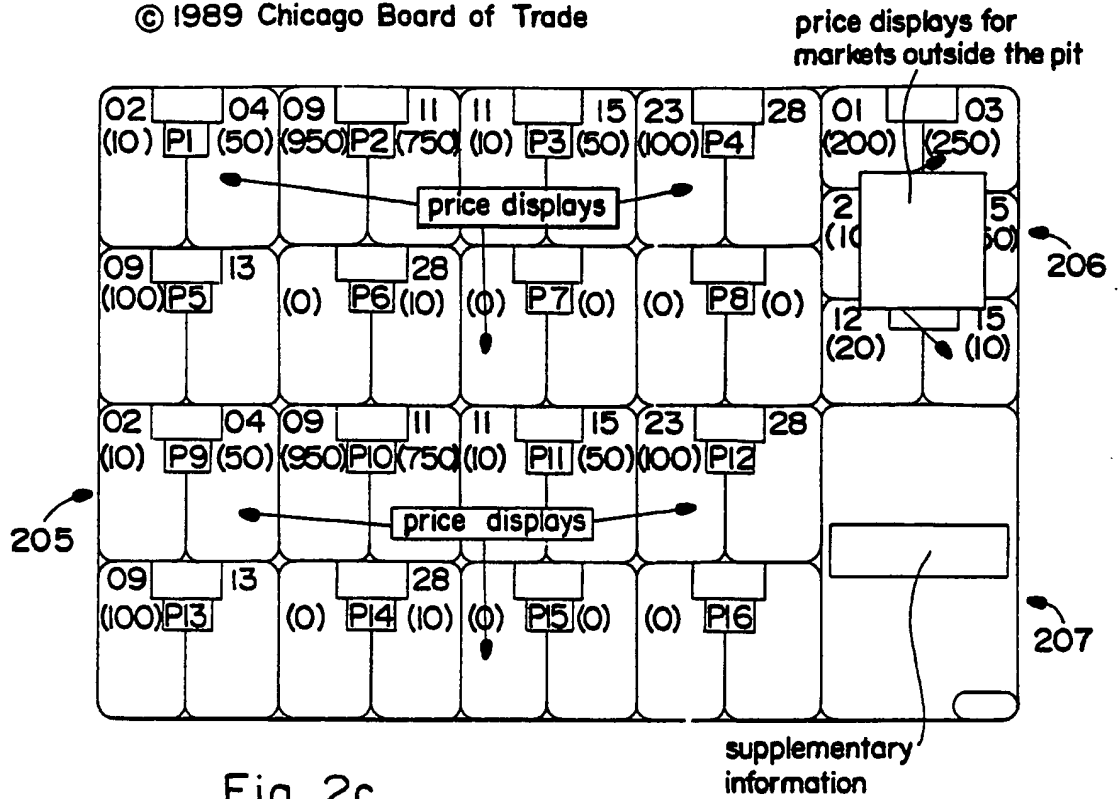 © 1989 Chicago Board of Trade
price displays for
markets outside the pit
02 04 09 11 11 15 23 28 01 03
(10) P1 (50) (950) P2 (750) (10) P3 (50) (100) P4 (200) (250)
price displays
2 5
(10 50)
206
09 13 28
(100) P5 (0) P6 (10) (0) P7 (0) (0) P8 (0)
12 15
(20) (10)
02 04 09 11 11 15 23 28
(10) P9 (50) (950) P10 (750) (10) P11 (50) (100) P12
205
price displays
09 13 28
(100) P13 (0) P14 (10) (0) P15 (0) (0) P16
207
supplementary
information
Fig. 2c